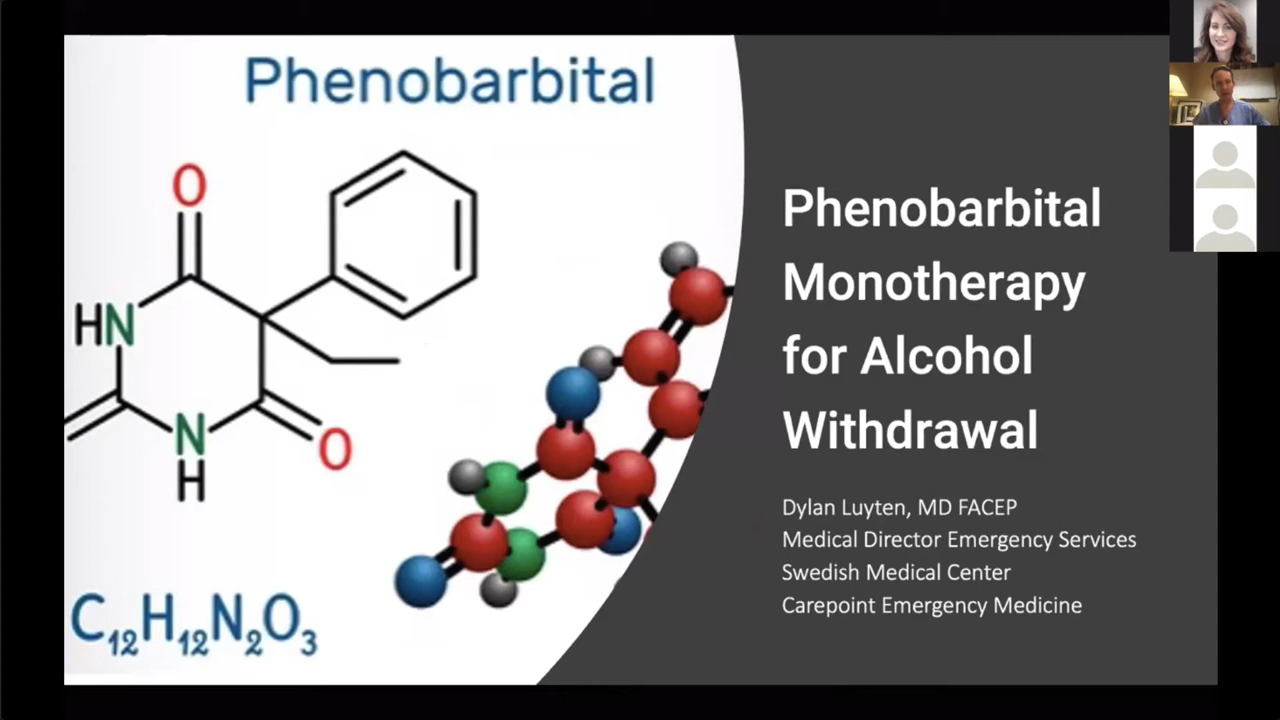 Phenobarbital
O
HN
N
H
O
C₁₂H₁₂N₂O₃
Phenobarbital
Monotherapy
for Alcohol
Withdrawal
Dylan Luyten, MD FACEP
Medical Director Emergency Services
Swedish Medical Center
Carepoint Emergency Medicine